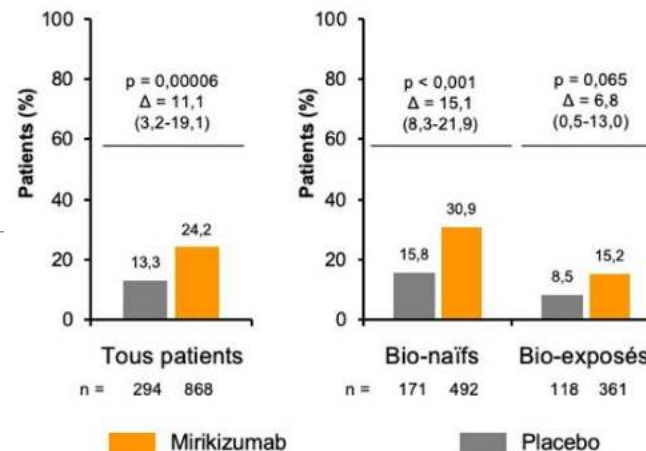 100
80
60
40
20
0
Patients (%)
p = 0,00006
Δ = 11,1
(3,2-19,1)
13,3
24,2
Tous patients
n = 294 868
100
80
60
40
20
0
Patients (%)
p < 0,001
Δ = 15,1
(8,3-21,9)
p = 0,065
Δ = 6,8
(0,5-13,0)
15,8
30,9
8,5
15,2
Bio-naïfs Bio-exposés
n = 171 492 118 361
Mirikizumab Placebo